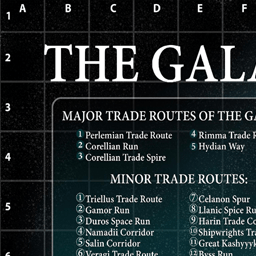 A B C D E F
1
2 THE GALA
3
MAJOR TRADE ROUTES OF THE GA
1 Perlemian Trade Route 4 Rimma Trade R
2 Corellian Run 5 Hydian Way
3 Corellian Trade Spire
4
MINOR TRADE ROUTES:
1 Triellus Trade Route 7 Celanon Spur
2 Gamor Run 8 Llanic Spice Ru
5
3 Duros Space Run 9 Harin Trade Co
4 Namadii Corridor 10 Shipwrights Tra
5 Salin Corridor 11 Great Kashyyyk
6 Veragi Trade Route 12 Byss Run
6